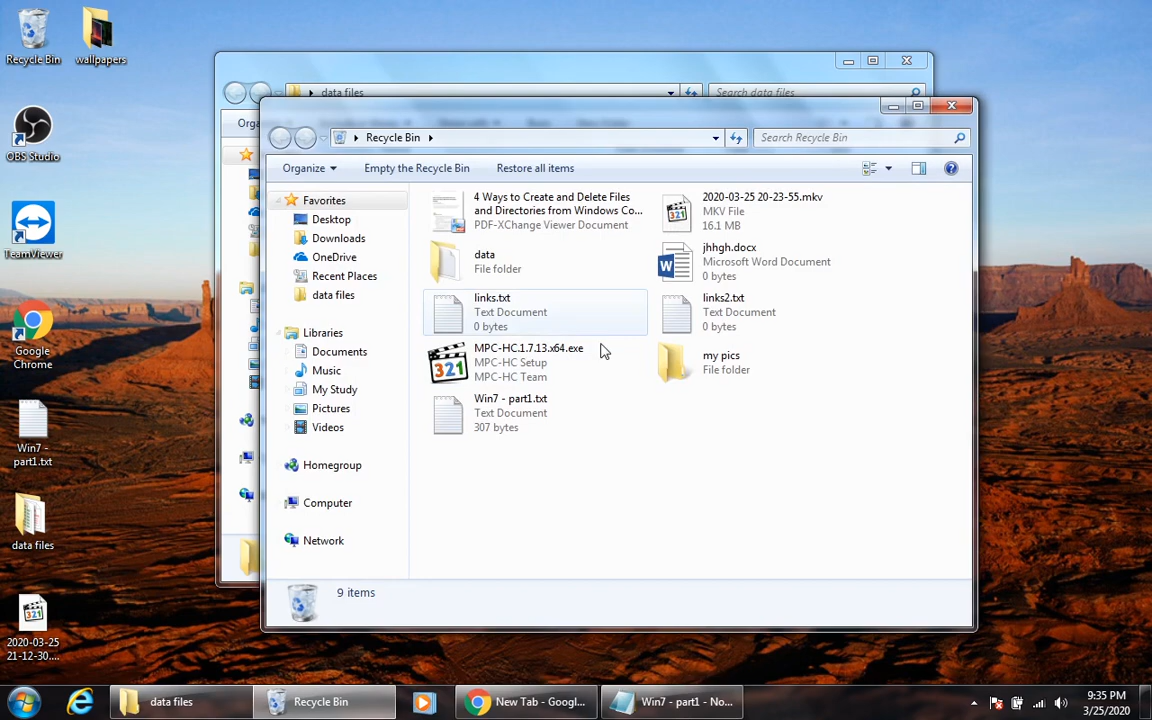 Recycle Bin
wallpapers
OBS Studio
TeamViewer
Google
Chrome
Win7 -
part1.txt
data files
2020-03-25
21-12-30....
data files
Search data files
Orga
Recycle Bin
Search Recycle Bin
Organize
Empty the Recycle Bin
Restore all items
Favorites
Desktop
Downloads
OneDrive
Recent Places
data files
Libraries
Documents
Music
My Study
Pictures
Videos
Homegroup
Computer
Network
4 Ways to Create and Delete Files
and Directories from Windows Co...
PDF-XChange Viewer Document
2020-03-25 20-23-55.mkv
MKV File
16.1 MB
data
File folder
jhhgh.docx
Microsoft Word Document
0 bytes
links.txt
Text Document
0 bytes
links2.txt
Text Document
0 bytes
MPC-HC.1.7.13.x64.exe
MPC-HC Setup
MPC-HC Team
my pics
File folder
Win7 - part1.txt
Text Document
307 bytes
9 items
data files
Recycle Bin
New Tab - Googl...
Win7 - part1 - No...
9:35 PM
3/25/2020